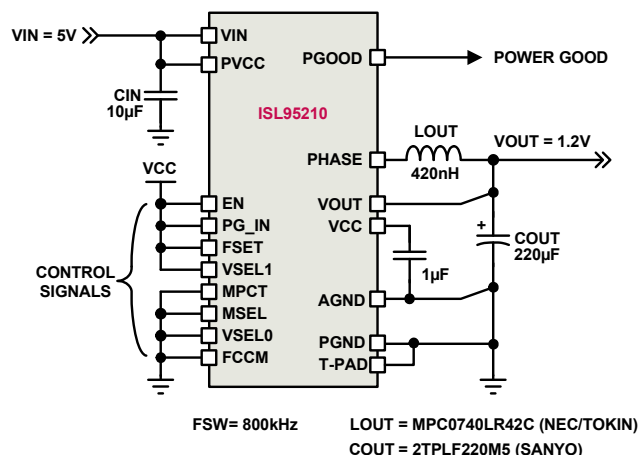 VIN = 5V
VIN
PVCC
PGOOD
POWER GOOD
CIN
10µF
ISL95210
LOUT
420nH
PHASE
VOUT = 1.2V
VCC
EN
VOUT
PG_IN
VCC
FSET
+
COUT
220µF
CONTROL
SIGNALS
VSEL1
1µF
MPCT
AGND
MSEL
VSEL0
PGND
FCCM
T-PAD
FSW= 800kHz
LOUT = MPC0740LR42C (NEC/TOKIN)
COUT = 2TPLF220M5 (SANYO)